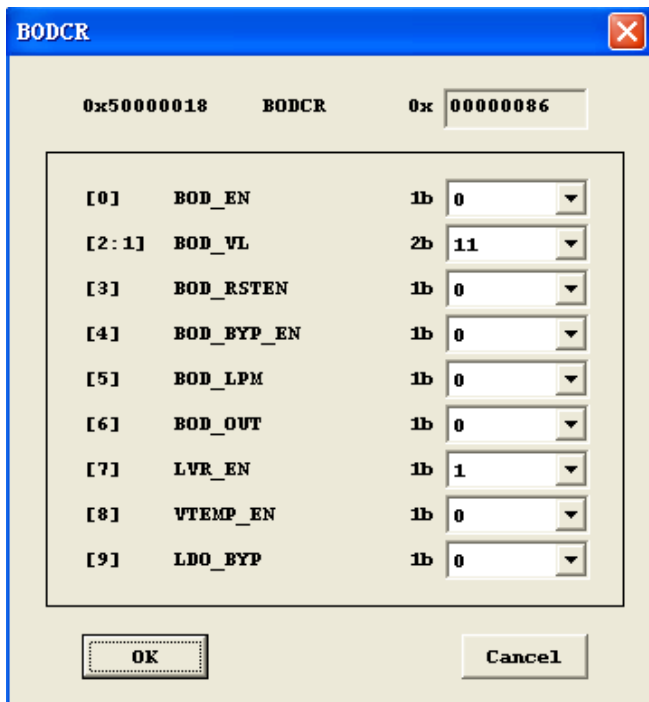 BODCR
0x50000018 BODCR 0x 00000086
[0] BOD_EN 1b 0
[2:1] BOD_VL 2b 11
[3] BOD_RSTEN 1b 0
[4] BOD_BYP_EN 1b 0
[5] BOD_LPM 1b 0
[6] BOD_OUT 1b 0
[7] LVR_EN 1b 1
[8] VTEMP_EN 1b 0
[9] LDO_BYP 1b 0
OK Cancel